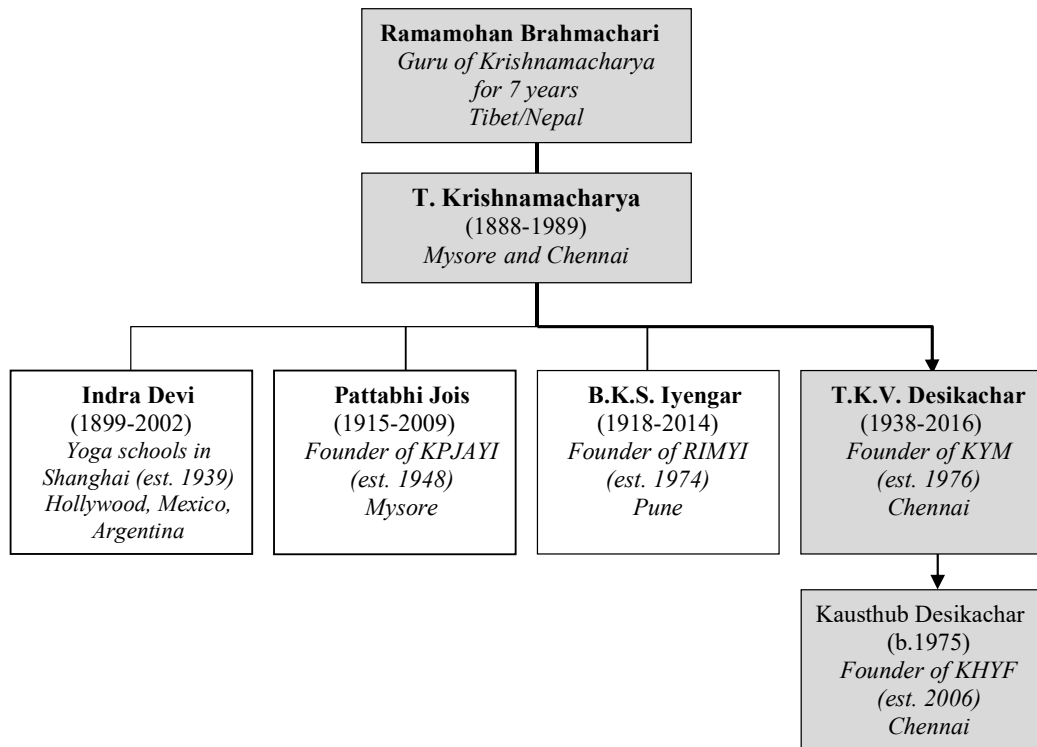 Ramamohan Brahmachari
Guru of Krishnamacharya
for 7 years
Tibet/Nepal
T. Krishnamacharya
(1888-1989)
Mysore and Chennai
Indra Devi
(1899-2002)
Yoga schools in
Shanghai (est. 1939)
Hollywood, Mexico,
Argentina
Pattabhi Jois
(1915-2009)
Founder of KPJAYI
(est. 1948)
Mysore
B.K.S. Iyengar
(1918-2014)
Founder of RIMYI
(est. 1974)
Pune
T.K.V. Desikachar
(1938-2016)
Founder of KYM
(est. 1976)
Chennai
Kausthub Desikachar
(b.1975)
Founder of KHYF
(est. 2006)
Chennai